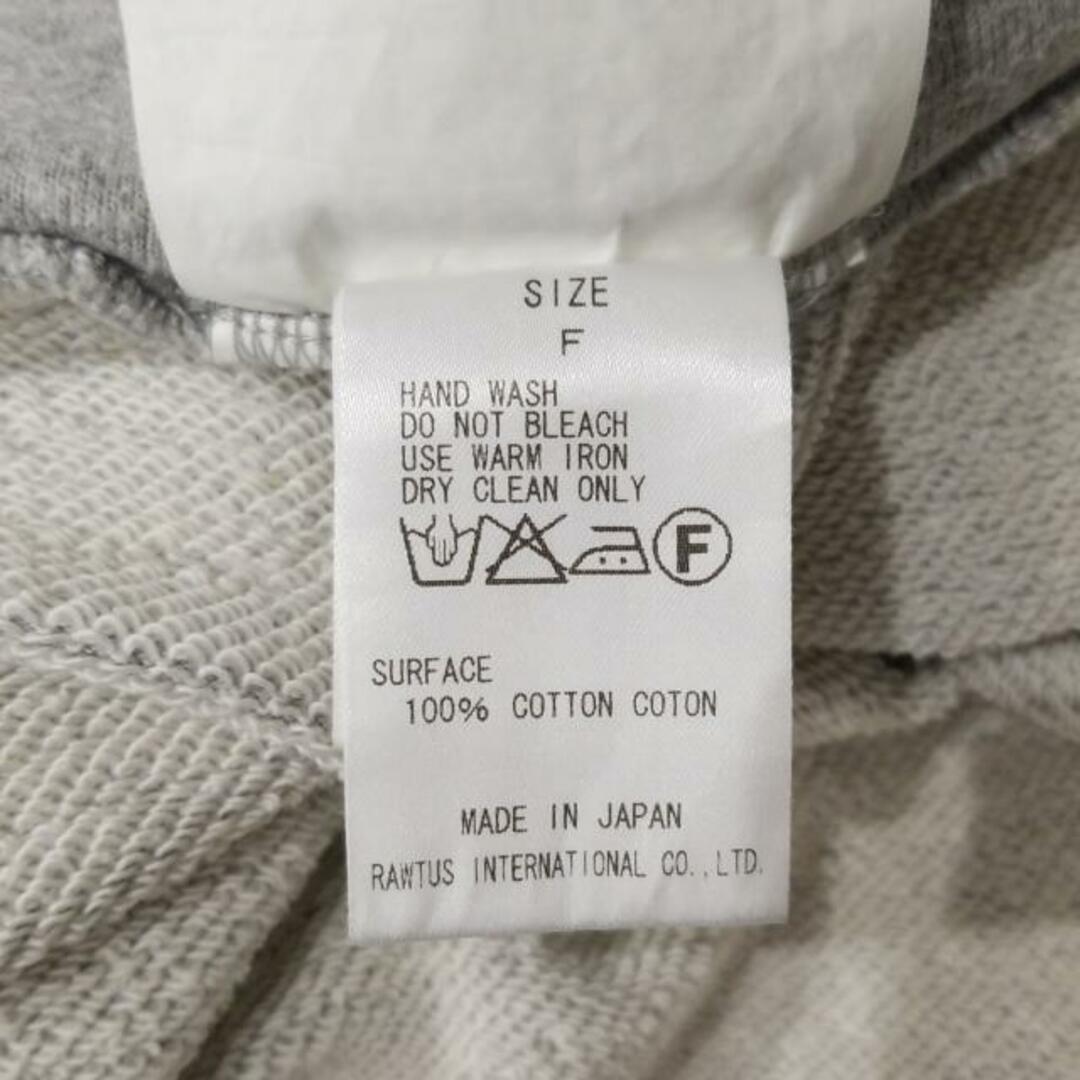 SIZE
F
HAND WASH
DO NOT BLEACH
USE WARM IRON
DRY CLEAN ONLY
F
SURFACE
100% COTTON COTON
MADE IN JAPAN
RAWTUS INTERNATIONAL CO.,LTD.